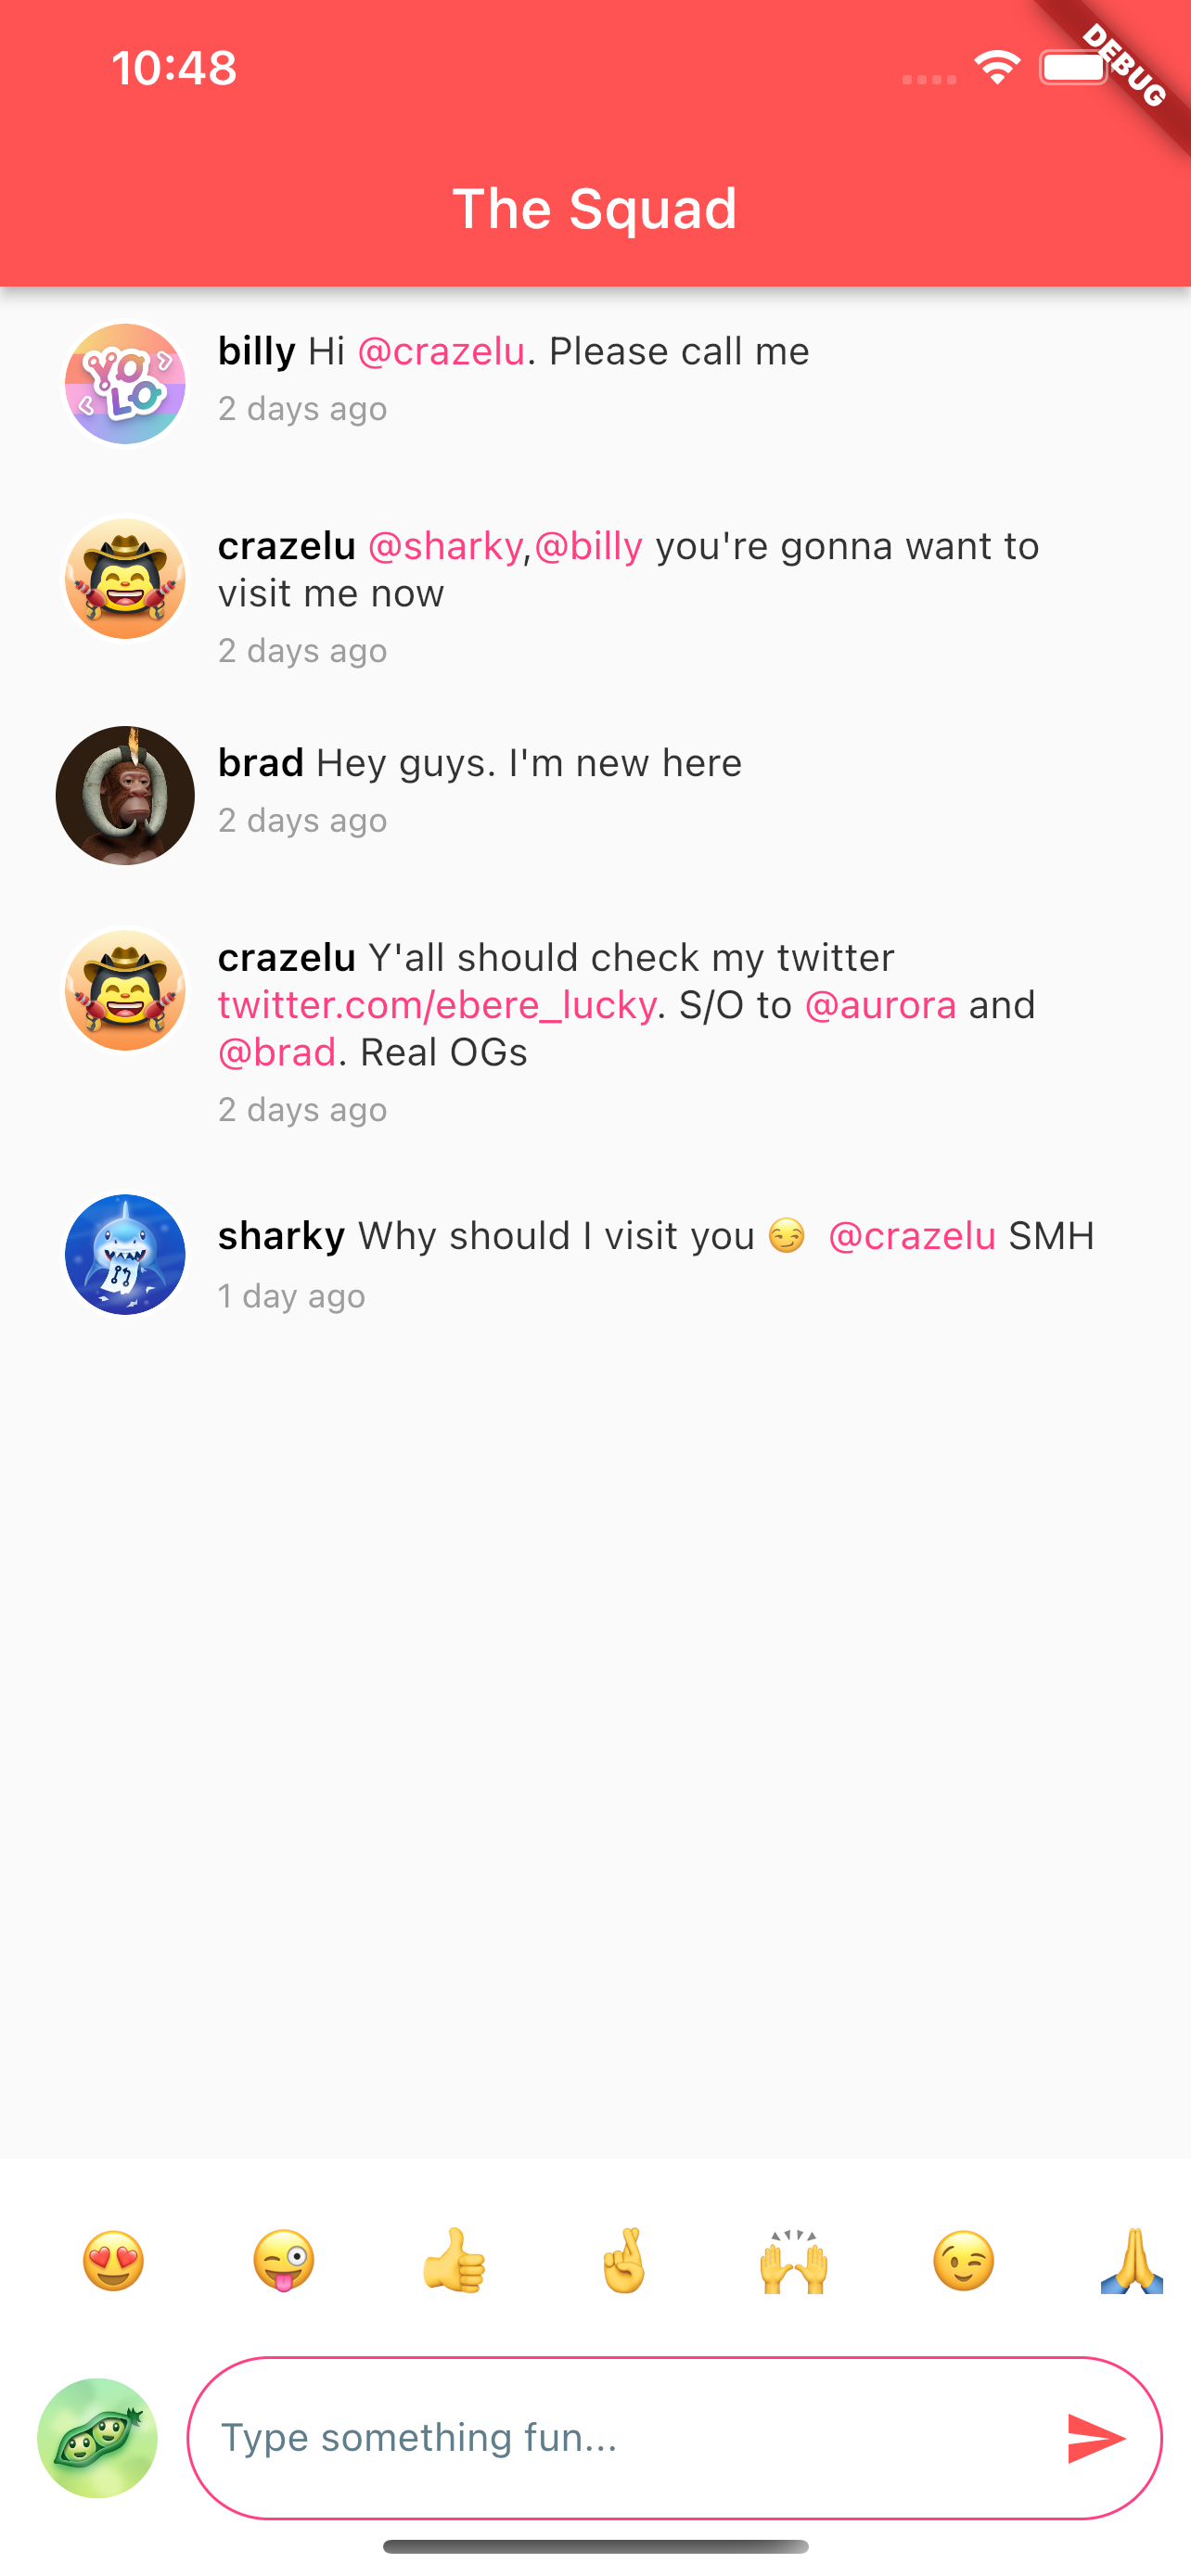 10:48
DEBUG
The Squad
YO
LO
billy Hi @crazelu. Please call me
2 days ago
crazelu @sharky,@billy you're gonna want to
visit me now
2 days ago
brad Hey guys. I'm new here
2 days ago
crazelu Y'all should check my twitter
twitter.com/ebere_lucky. S/O to @aurora and
@brad. Real OGs
2 days ago
sharky Why should I visit you 😏 @crazelu SMH
1 day ago
😍 😜 👍 🤞 🙌 😉 🙏
Type something fun...